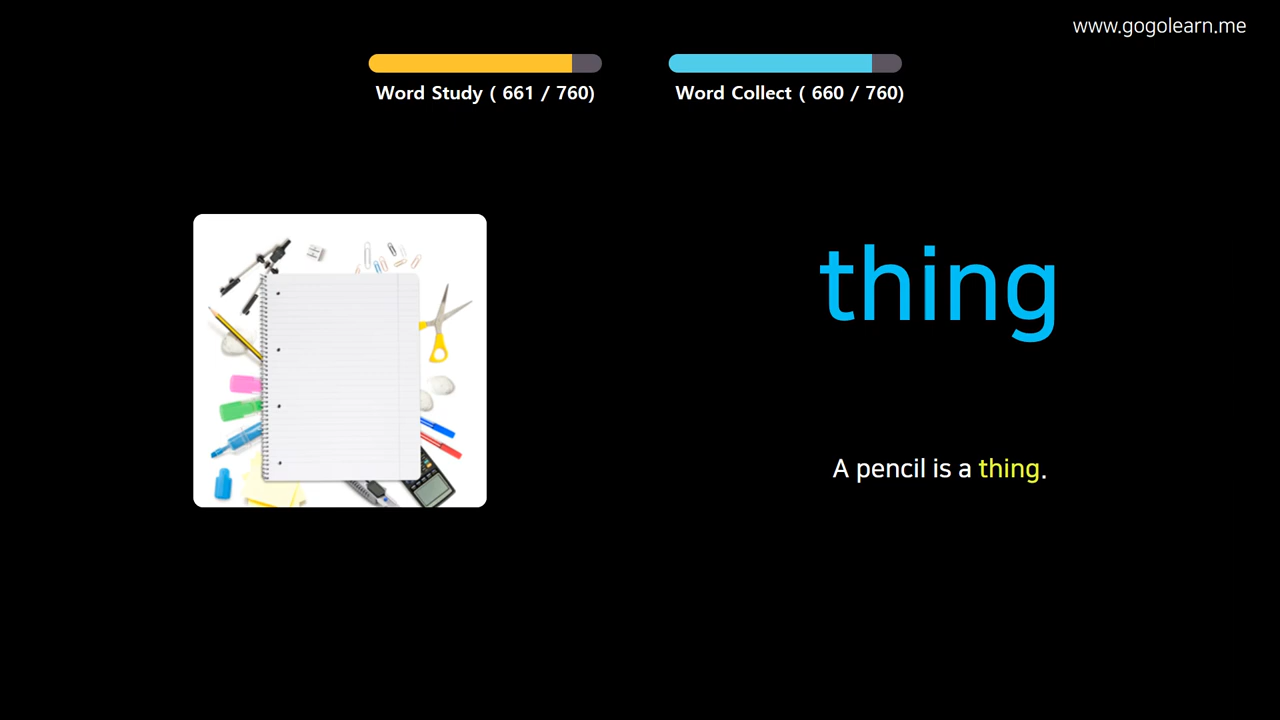 www.gogolearn.me
Word Study ( 661 / 760)
Word Collect ( 660 / 760)
thing
A pencil is a thing.